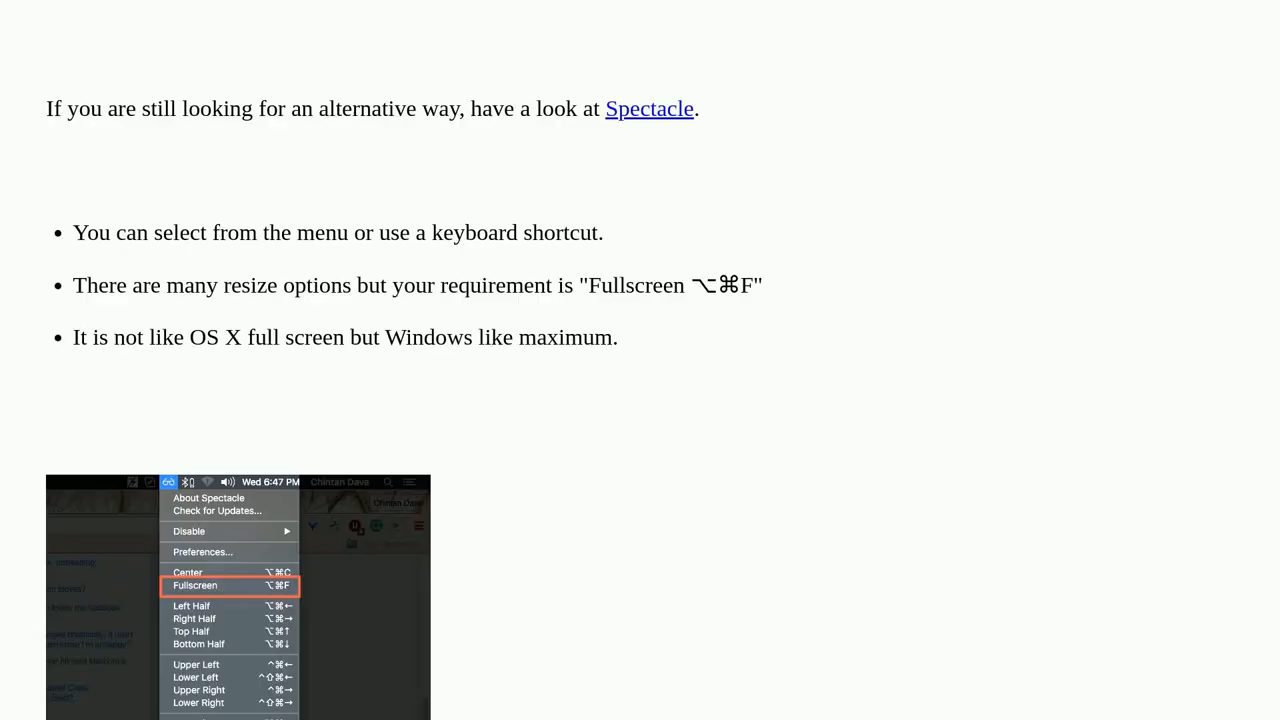 If you are still looking for an alternative way, have a look at Spectacle.
• You can select from the menu or use a keyboard shortcut.
• There are many resize options but your requirement is "Fullscreen ⌥⌘F"
• It is not like OS X full screen but Windows like maximum.
Wed 6:47 PM Chintan Dave
About Spectacle
Chintan Dave
Check for Updates...
Disable ▶
Preferences...
Center ⌥⌘C
Fullscreen ⌥⌘F
Left Half ⌥⌘←
Right Half ⌥⌘→
Top Half ⌥⌘↑
Bottom Half ⌥⌘↓
Upper Left ^⌘←
Lower Left ^⇧⌘←
Upper Right ^⌘→
Lower Right ^⇧⌘→